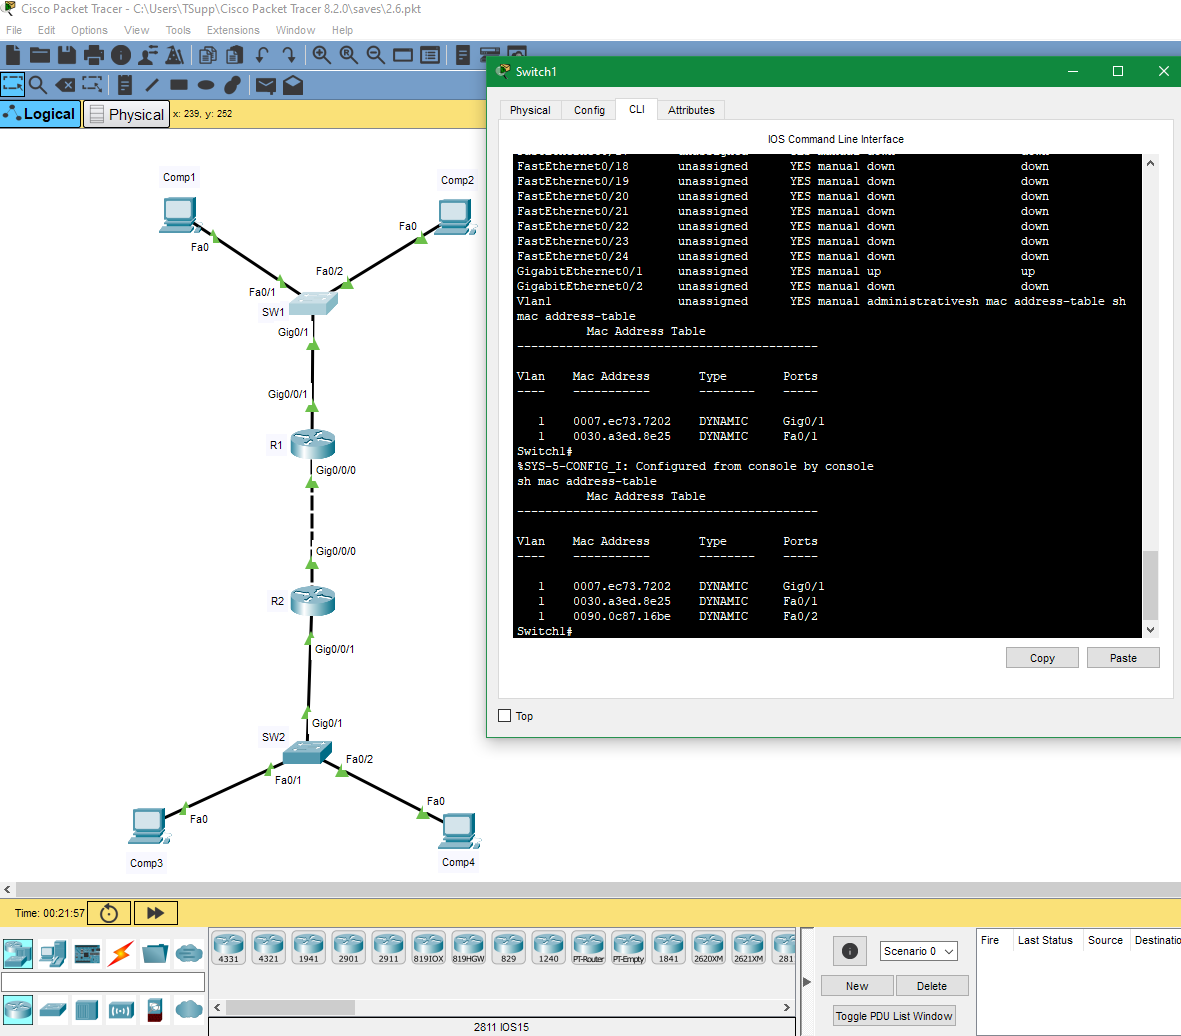 Cisco Packet Tracer - C:\Users\TSupp\Cisco Packet Tracer 8.2.0\saves\2.6.pkt
File Edit Options View Tools Extensions Window Help
Logical Physical x: 239, y: 252
Comp1
Comp2
Fa0
Fa0
Fa0/2
Fa0/1
SW1
Gig0/1
Gig0/0/1
R1
Gig0/0/0
Gig0/0/0
R2
Gig0/0/1
Gig0/1
SW2
Fa0/2
Fa0/1
Fa0
Fa0
Comp3
Comp4
Switch1
Physical Config CLI Attributes
IOS Command Line Interface
FastEthernet0/18 unassigned YES manual down down
FastEthernet0/19 unassigned YES manual down down
FastEthernet0/20 unassigned YES manual down down
FastEthernet0/21 unassigned YES manual down down
FastEthernet0/22 unassigned YES manual down down
FastEthernet0/23 unassigned YES manual down down
FastEthernet0/24 unassigned YES manual down down
GigabitEthernet0/1 unassigned YES manual up up
GigabitEthernet0/2 unassigned YES manual down down
Vlan1 unassigned YES manual administrativesh mac address-table sh
mac address-table
Mac Address Table
-------------------------------------------
Vlan Mac Address Type Ports
---- ----------- -------- -----
1 0007.ec73.7202 DYNAMIC Gig0/1
1 0030.a3ed.8e25 DYNAMIC Fa0/1
Switch1#
%SYS-5-CONFIG_I: Configured from console by console
sh mac address-table
Mac Address Table
-------------------------------------------
Vlan Mac Address Type Ports
---- ----------- -------- -----
1 0007.ec73.7202 DYNAMIC Gig0/1
1 0030.a3ed.8e25 DYNAMIC Fa0/1
1 0090.0c87.16be DYNAMIC Fa0/2
Switch1#
Copy Paste
Top
Time: 00:21:57
4331 4321 1941 2901 2911 819IOX 819HGW 829 1240 PT-Router PT-Empty 1841 2620XM 2621XM 281
2811 IOS15
Scenario 0
New Delete
Toggle PDU List Window
Fire Last Status Source Destinatio